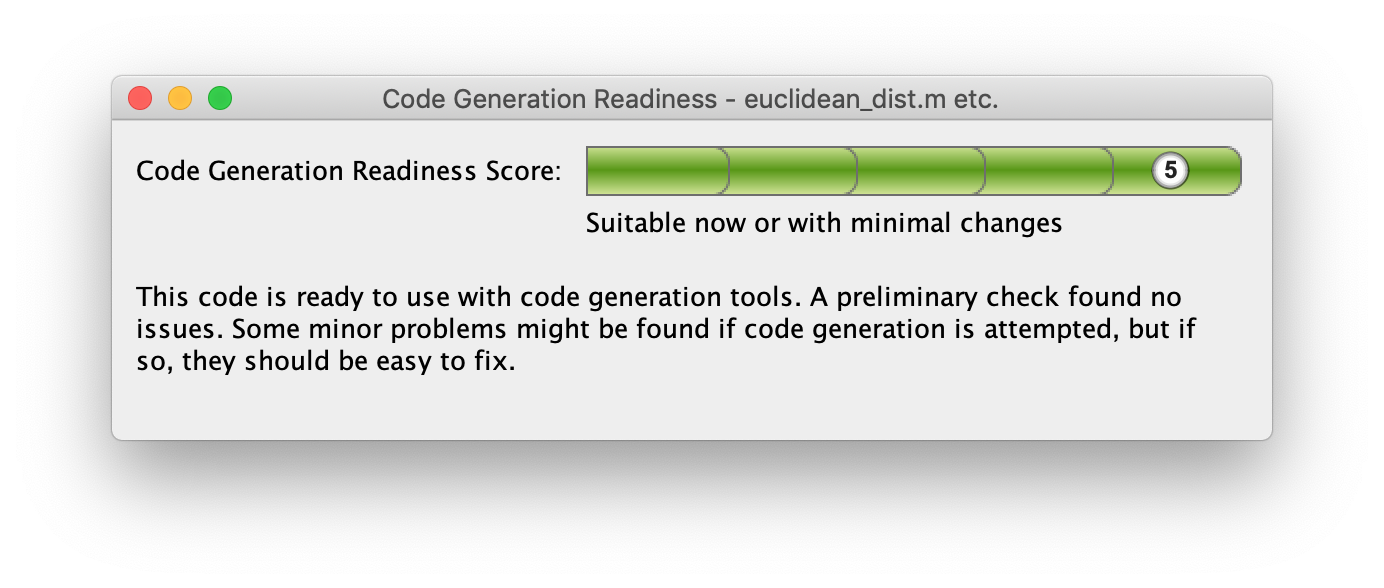 Code Generation Readiness - euclidean_dist.m etc.
Code Generation Readiness Score:
5
Suitable now or with minimal changes
This code is ready to use with code generation tools. A preliminary check found no
issues. Some minor problems might be found if code generation is attempted, but if
so, they should be easy to fix.